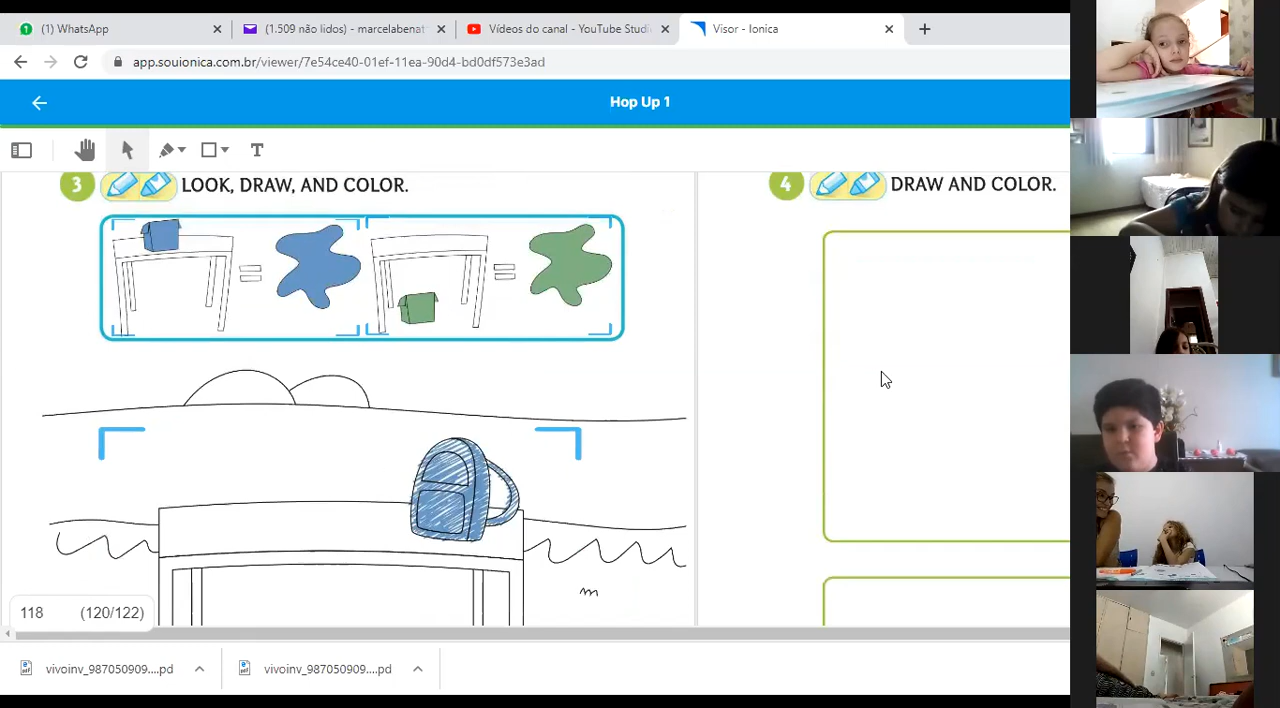 (1) WhatsApp
(1.509 não lidos) - marcelabenat
Vídeos do canal - YouTube Studi
Visor - Ionica
app.souionica.com.br/viewer/7e54ce40-01ef-11ea-90d4-bd0df573e3ad
Hop Up 1
T
3 LOOK, DRAW, AND COLOR.
4 DRAW AND COLOR.
118 (120/122)
vivoinv_987050909....pd
vivoinv_987050909....pd